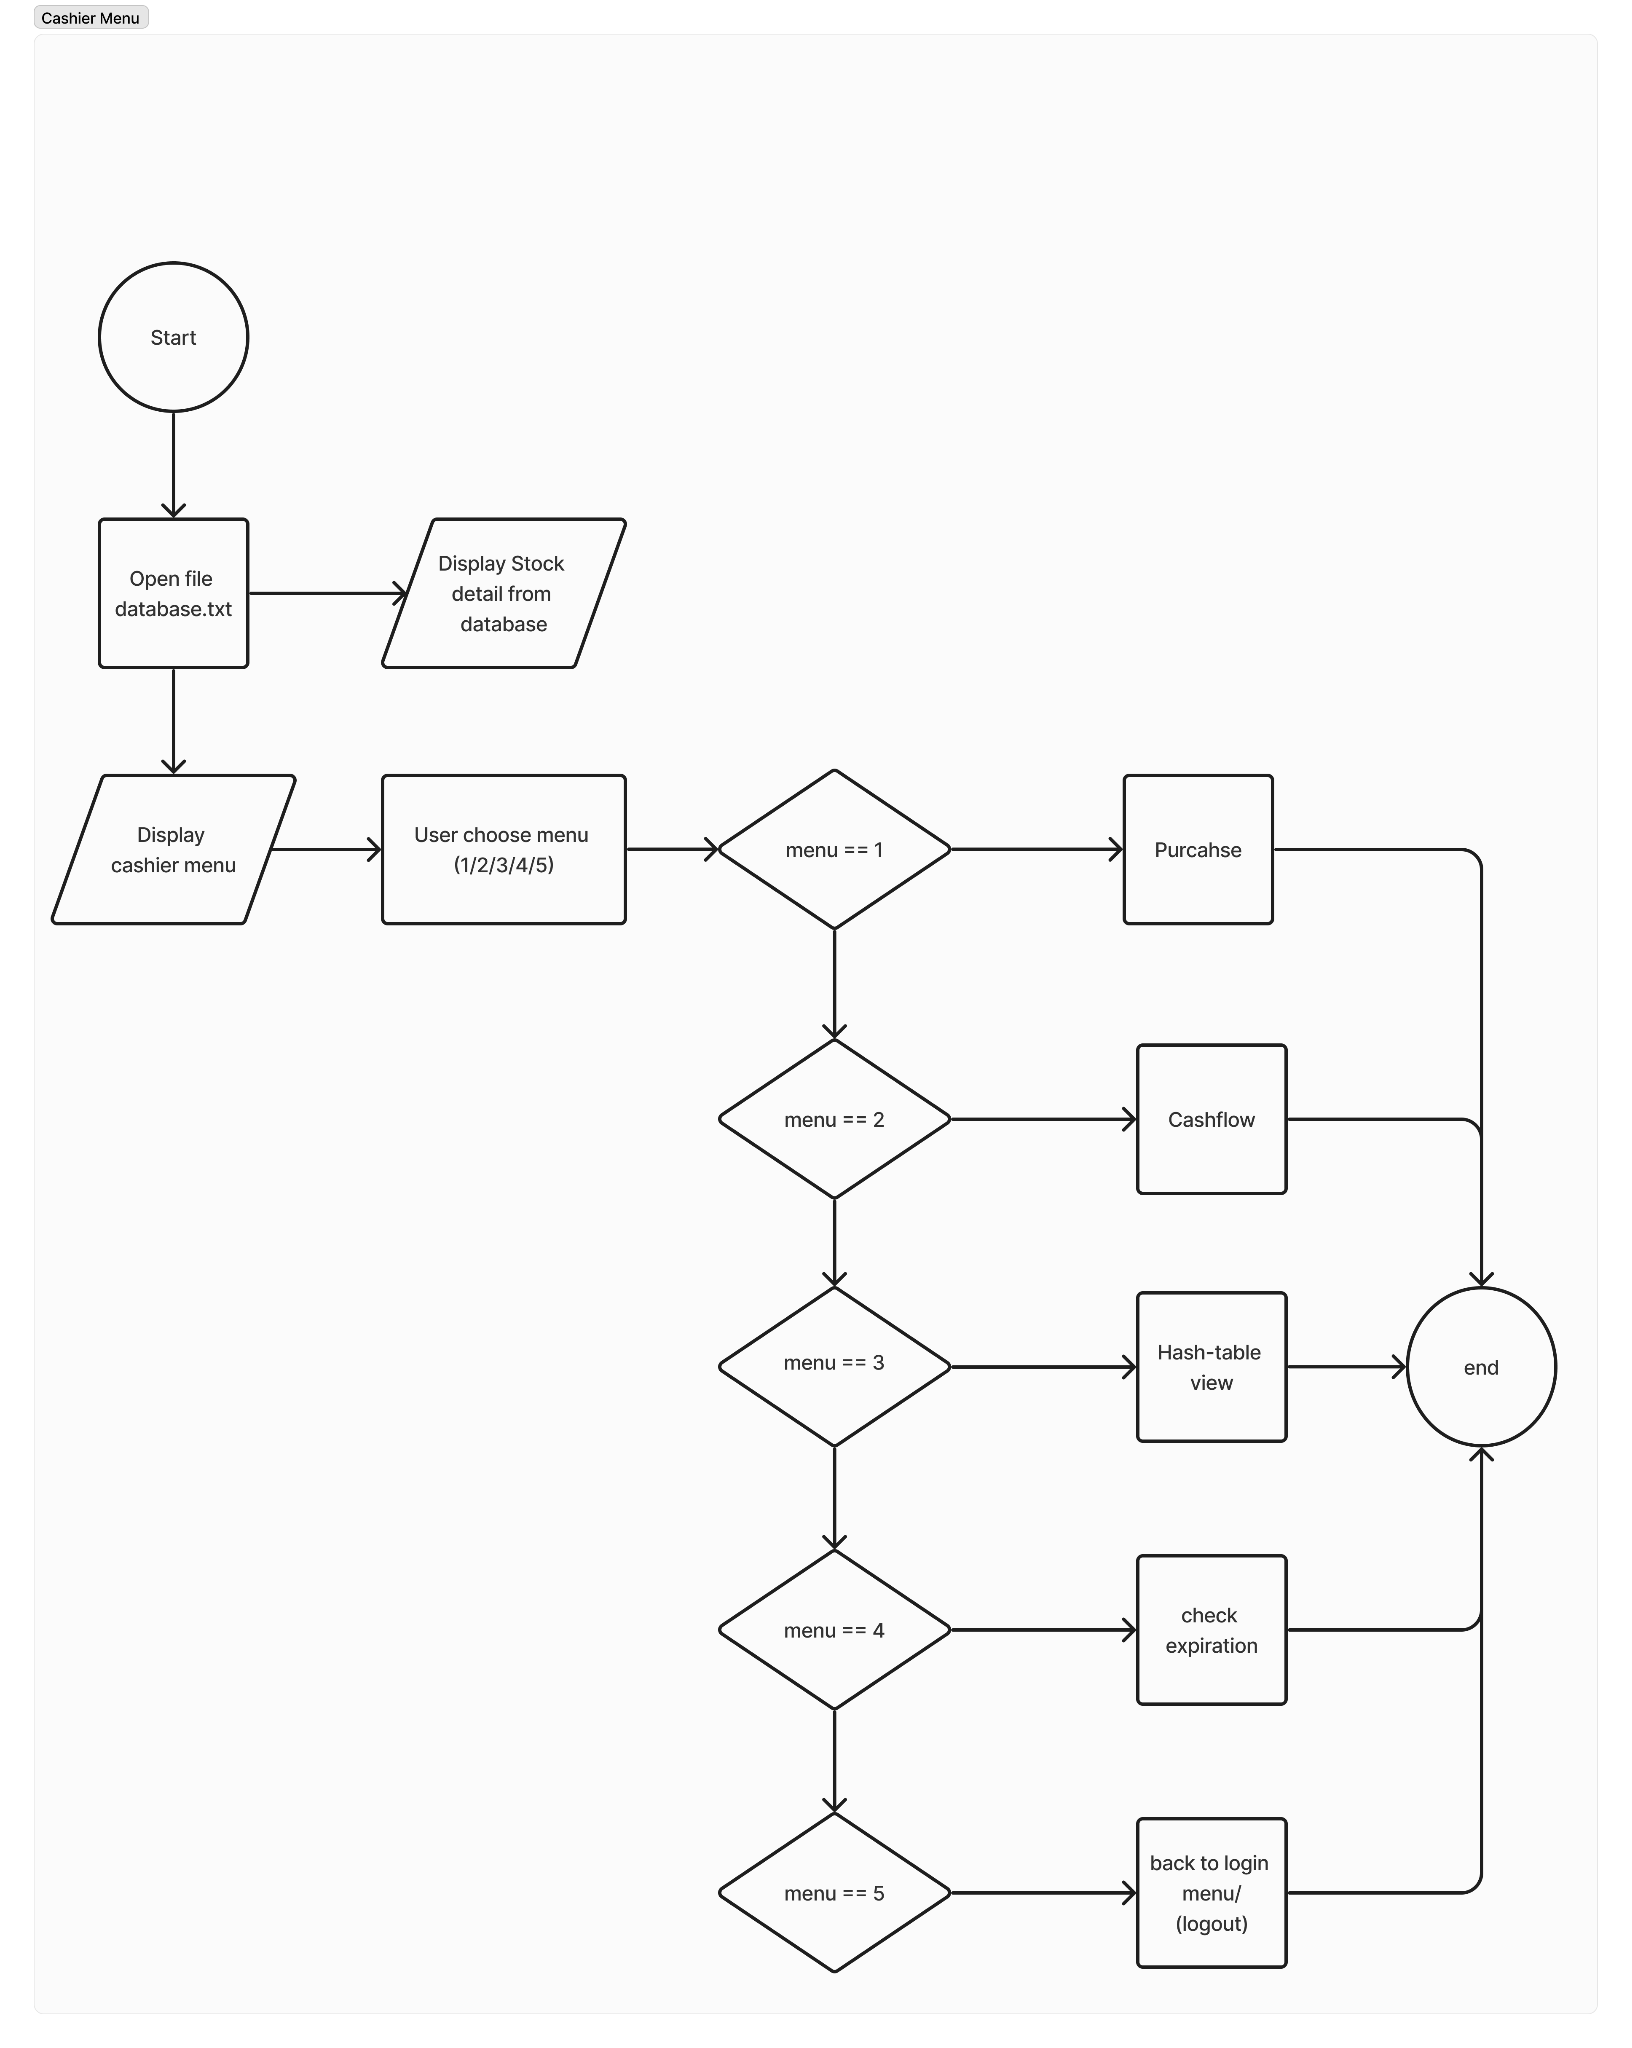 Cashier Menu
Start
Open file
database.txt
Display Stock
detail from
database
Display
cashier menu
User choose menu
(1/2/3/4/5)
menu == 1
Purcahse
menu == 2
Cashflow
menu == 3
Hash-table
view
end
menu == 4
check
expiration
menu == 5
back to login
menu/
(logout)